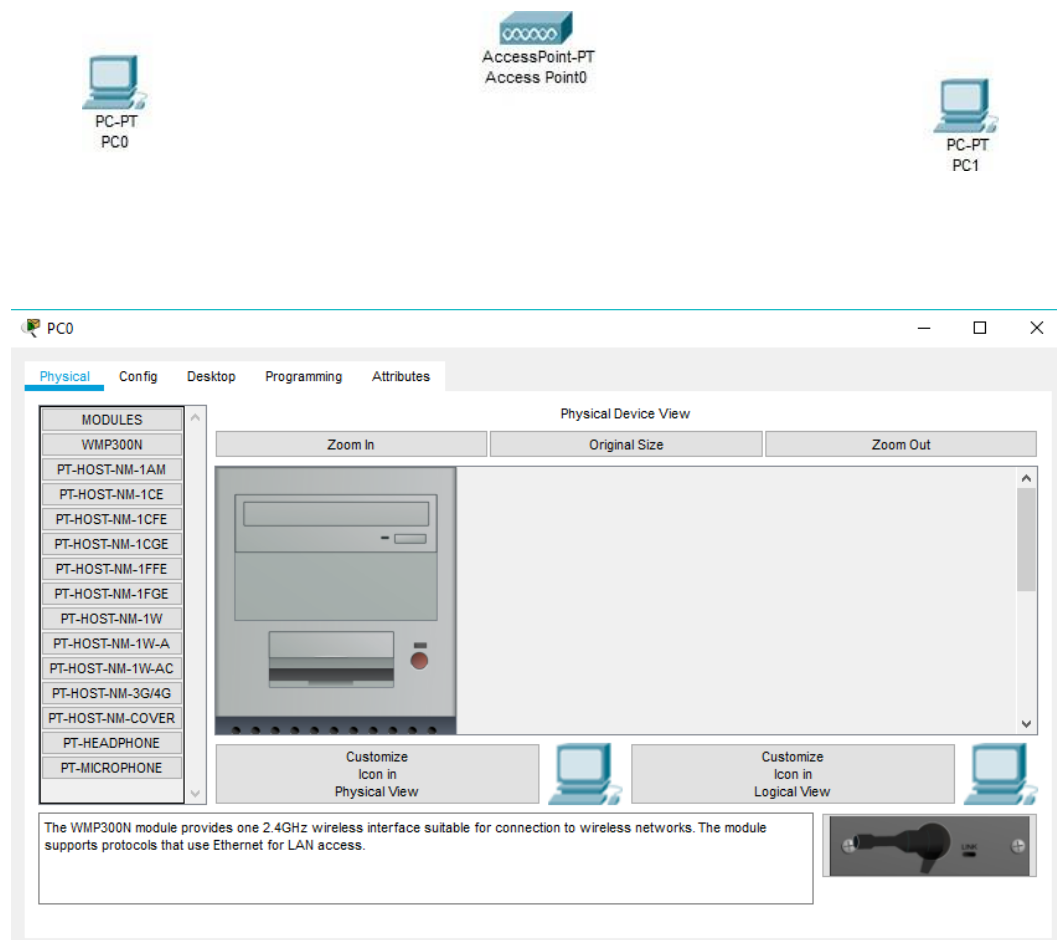 AccessPoint-PT
Access Point0
PC-PT
PC0
PC-PT
PC1
PC0
Physical Config Desktop Programming Attributes
MODULES
WMP300N
PT-HOST-NM-1AM
PT-HOST-NM-1CE
PT-HOST-NM-1CFE
PT-HOST-NM-1CGE
PT-HOST-NM-1FFE
PT-HOST-NM-1FGE
PT-HOST-NM-1W
PT-HOST-NM-1W-A
PT-HOST-NM-1W-AC
PT-HOST-NM-3G/4G
PT-HOST-NM-COVER
PT-HEADPHONE
PT-MICROPHONE
Physical Device View
Zoom In Original Size Zoom Out
Customize
Icon in
Physical View
Customize
Icon in
Logical View
The WMP300N module provides one 2.4GHz wireless interface suitable for connection to wireless networks. The module
supports protocols that use Ethernet for LAN access.
LINK